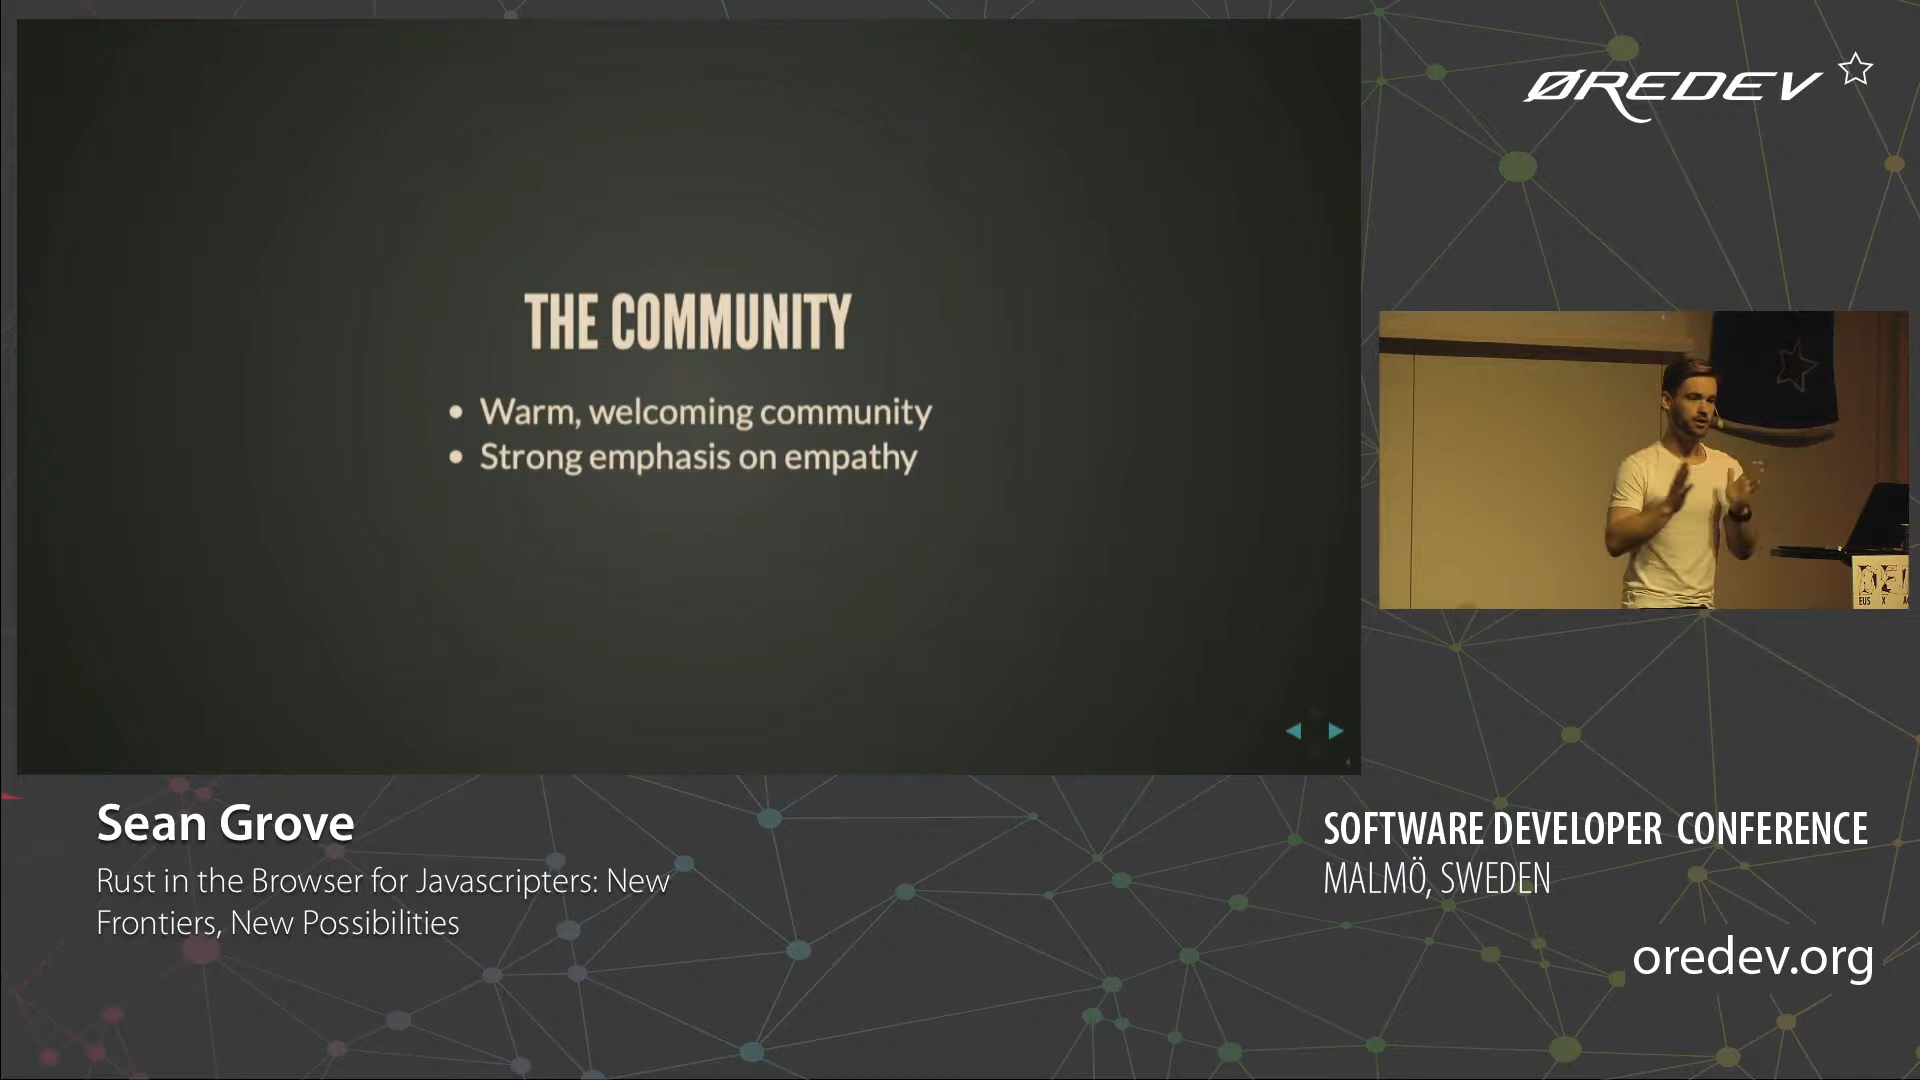 ØREDEV
THE COMMUNITY
• Warm, welcoming community
• Strong emphasis on empathy
4
Sean Grove
Rust in the Browser for Javascripters: New
Frontiers, New Possibilities
SOFTWARE DEVELOPER CONFERENCE
MALMÖ, SWEDEN
oredev.org